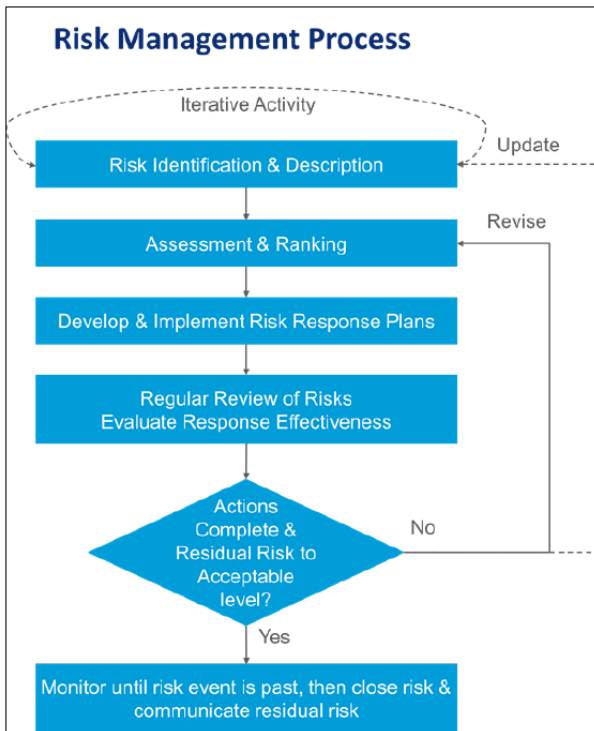 Risk Management Process
Iterative Activity
Update
Risk Identification & Description
Revise
Assessment & Ranking
Develop & Implement Risk Response Plans
Regular Review of Risks
Evaluate Response Effectiveness
Actions
Complete &
Residual Risk to
Acceptable
level?
No
Yes
Monitor until risk event is past, then close risk &
communicate residual risk